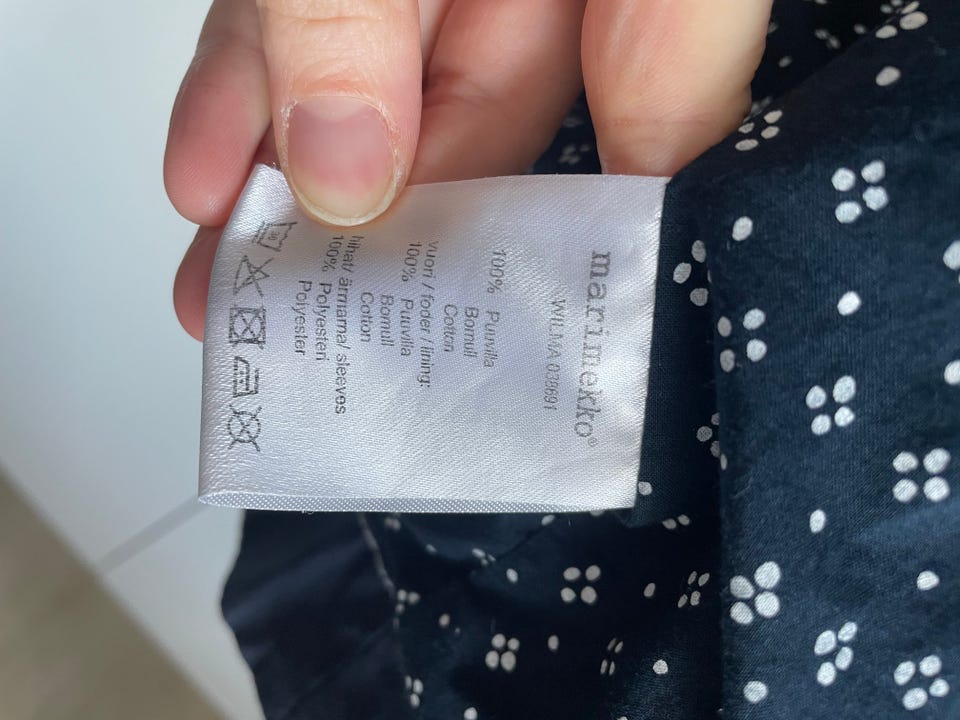 marimekko®
WILMA 038691
100% Puuvilla
Bomull
Cotton
vuori / foder / lining:
100% Puuvilla
Bomull
Cotton
hihat/ ärmarna/ sleeves
100% Polyesteri
Polyester